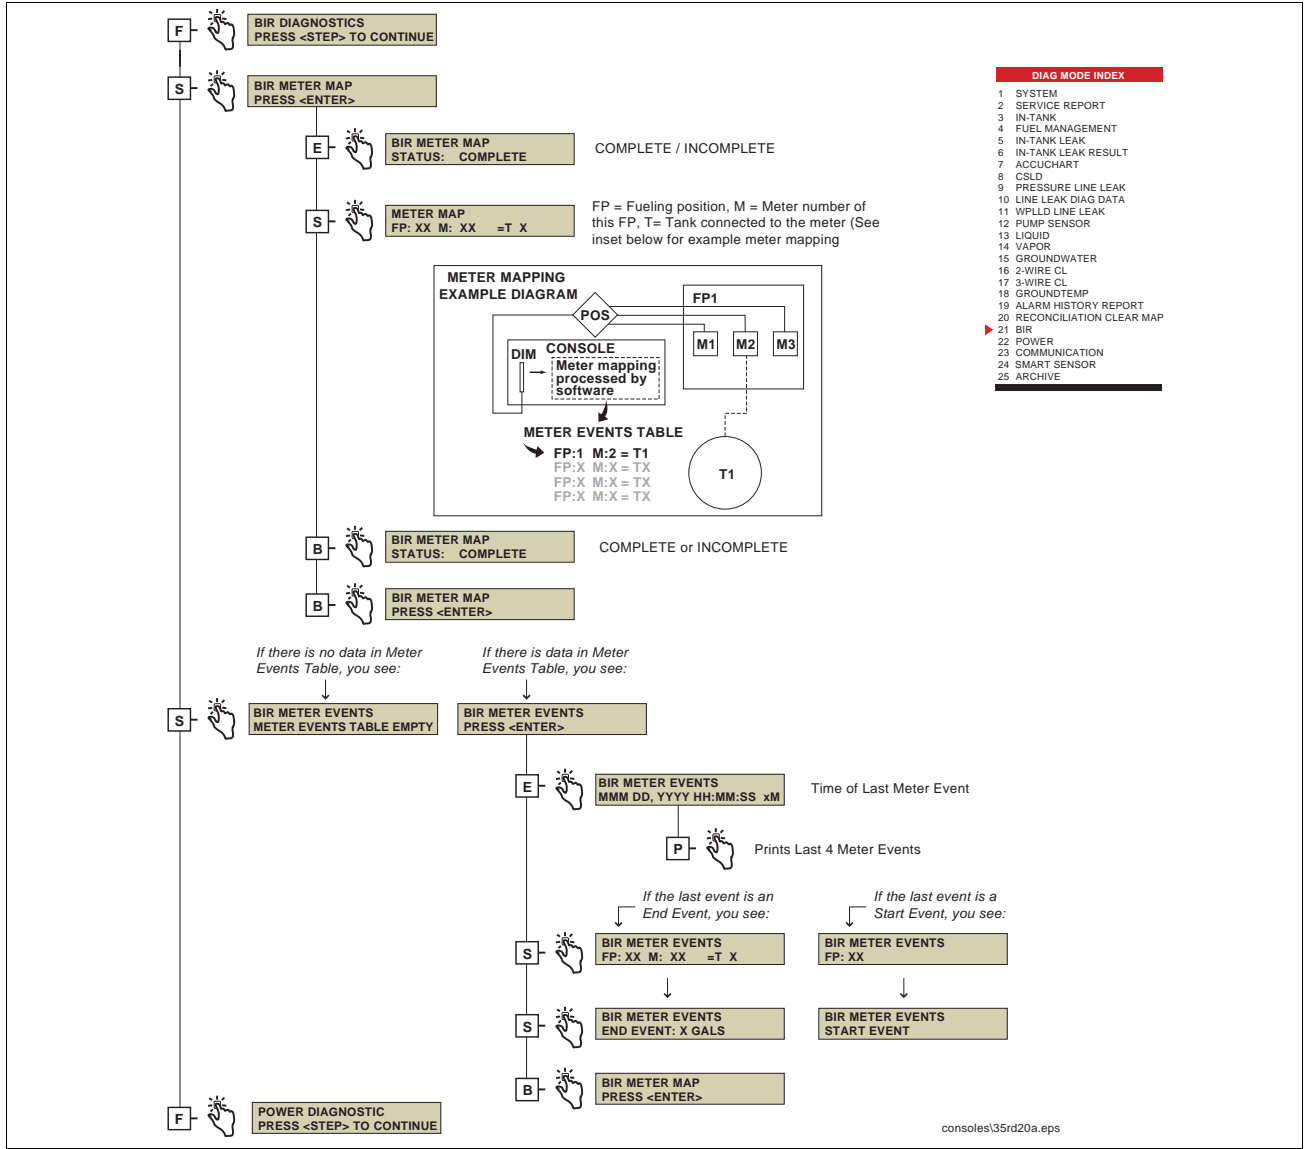 F
BIR DIAGNOSTICS
PRESS <STEP> TO CONTINUE
S
BIR METER MAP
PRESS <ENTER>
DIAG MODE INDEX
1 SYSTEM
2 SERVICE REPORT
3 IN-TANK
4 FUEL MANAGEMENT
5 IN-TANK LEAK
6 IN-TANK LEAK RESULT
7 ACCUCHART
8 CSLD
9 PRESSURE LINE LEAK
10 LINE LEAK DIAG DATA
11 WPLLD LINE LEAK
12 PUMP SENSOR
13 LIQUID
14 VAPOR
15 GROUNDWATER
16 2-WIRE CL
17 3-WIRE CL
18 GROUNDTEMP
19 ALARM HISTORY REPORT
20 RECONCILIATION CLEAR MAP
21 BIR
22 POWER
23 COMMUNICATION
24 SMART SENSOR
25 ARCHIVE
E
BIR METER MAP
STATUS: COMPLETE
COMPLETE / INCOMPLETE
S
METER MAP
FP: XX M: XX =T X
FP = Fueling position, M = Meter number of
this FP, T= Tank connected to the meter (See
inset below for example meter mapping
METER MAPPING
EXAMPLE DIAGRAM
POS
FP1
M1 M2 M3
CONSOLE
DIM
Meter mapping
processed by
software
METER EVENTS TABLE
FP:1 M:2 = T1
FP:X M:X = TX
FP:X M:X = TX
FP:X M:X = TX
T1
B
BIR METER MAP
STATUS: COMPLETE
COMPLETE or INCOMPLETE
B
BIR METER MAP
PRESS <ENTER>
If there is no data in Meter
Events Table, you see:
If there is data in Meter
Events Table, you see:
S
BIR METER EVENTS
METER EVENTS TABLE EMPTY
BIR METER EVENTS
PRESS <ENTER>
E
BIR METER EVENTS
MMM DD, YYYY HH:MM:SS xM
Time of Last Meter Event
P
Prints Last 4 Meter Events
If the last event is an
End Event, you see:
If the last event is a
Start Event, you see:
S
BIR METER EVENTS
FP: XX M: XX =T X
BIR METER EVENTS
FP: XX
S
BIR METER EVENTS
END EVENT: X GALS
BIR METER EVENTS
START EVENT
B
BIR METER MAP
PRESS <ENTER>
F
POWER DIAGNOSTIC
PRESS <STEP> TO CONTINUE
consoles\35rd20a.eps